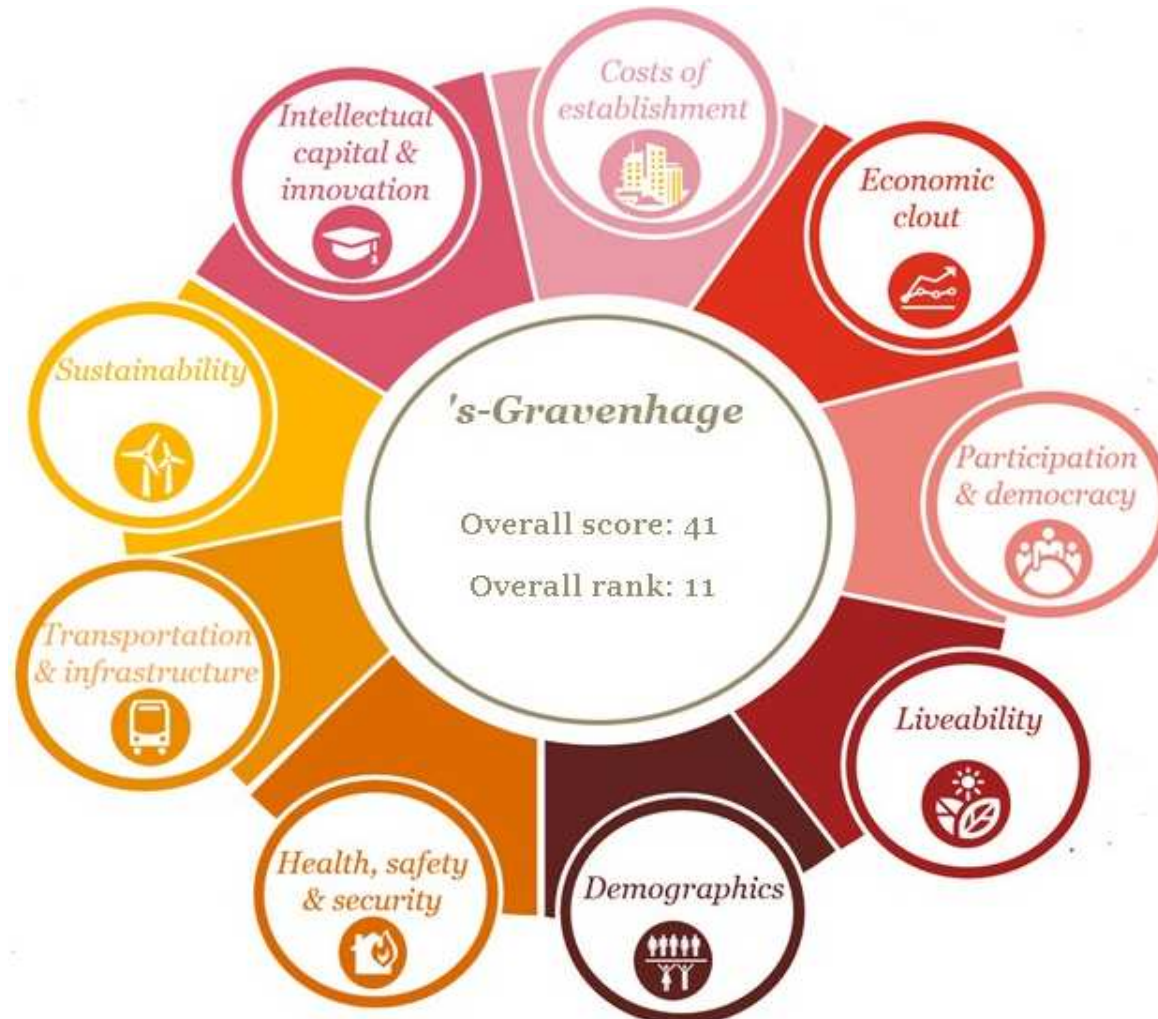 Costs of
establishment
Economic
clout
Participation
& democracy
Liveability
Demographics
Health, safety
& security
Transportation
& infrastructure
Sustainability
Intellectual
capital &
innovation
's-Gravenhage
Overall score: 41
Overall rank: 11